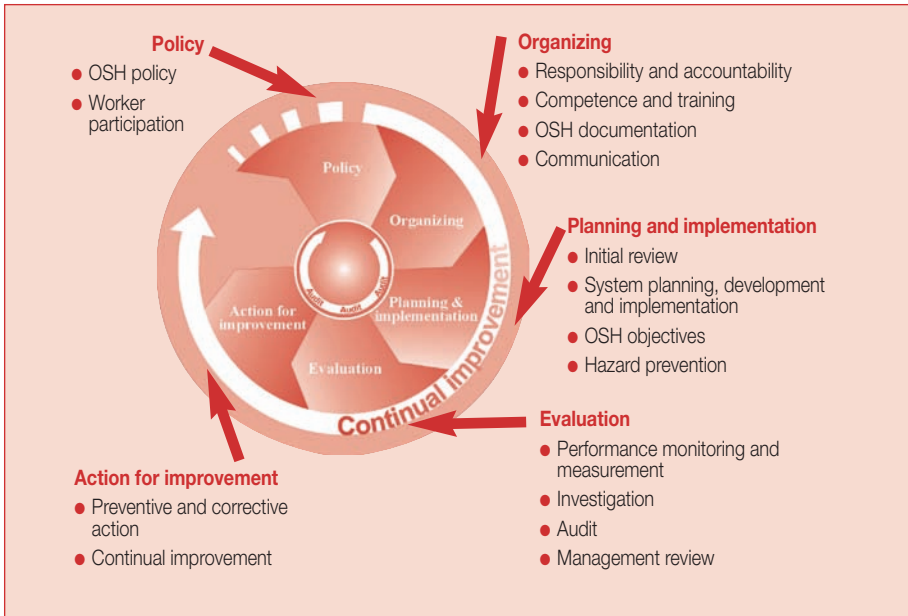 Policy
● OSH policy
● Worker
participation
Organizing
● Responsibility and accountability
● Competence and training
● OSH documentation
● Communication
Policy
Organizing
Planning &
implementation
Evaluation
Action for
improvement
Audit
Audit
Audit
Continual improvement
Planning and implementation
● Initial review
● System planning, development
and implementation
● OSH objectives
● Hazard prevention
Evaluation
● Performance monitoring and
measurement
● Investigation
● Audit
● Management review
Action for improvement
● Preventive and corrective
action
● Continual improvement